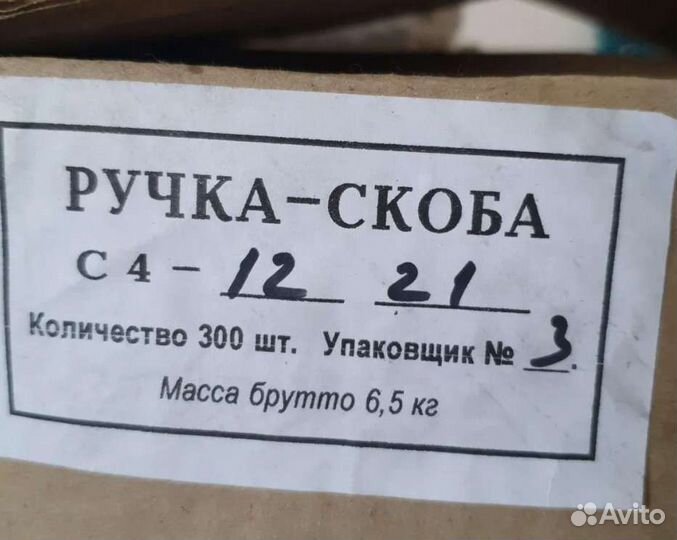 РУЧКА-СКОБА
С 4 - 12 21
Количество 300 шт. Упаковщик № 3.
Масса брутто 6,5 кг
Avito